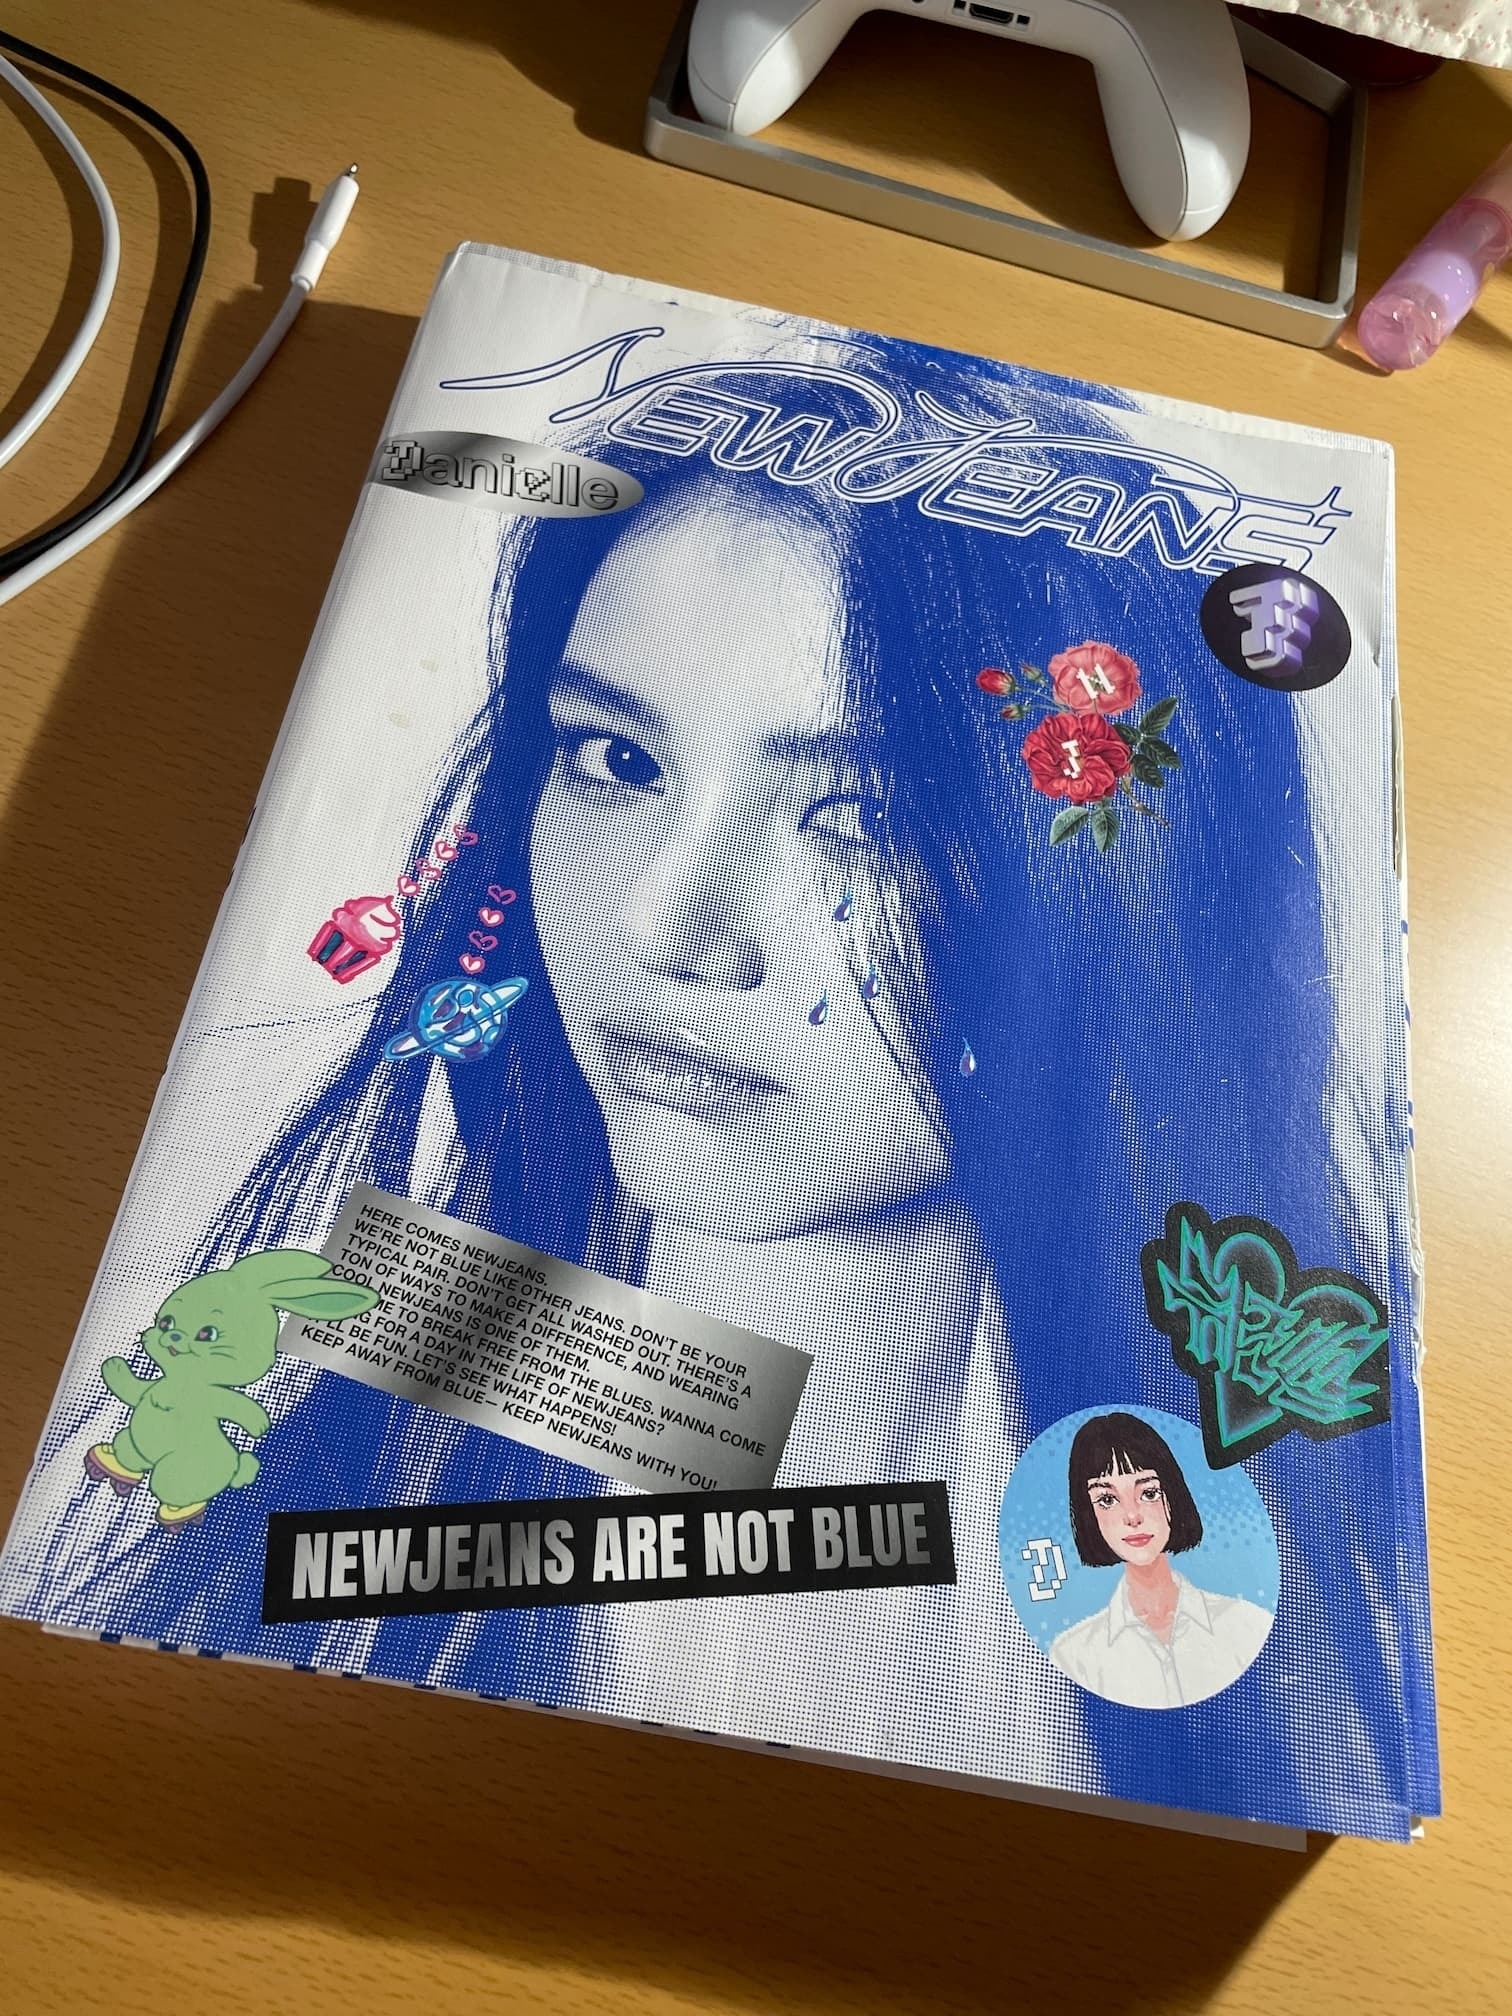 NEWJEANS
Danielle
N
J
HERE COMES NEWJEANS.
WE'RE NOT BLUE LIKE OTHER JEANS. DON'T BE YOUR
TYPICAL PAIR. DON'T GET ALL WASHED OUT. THERE'S A
TON OF WAYS TO MAKE A DIFFERENCE, AND WEARING
COOL NEWJEANS IS ONE OF THEM.
ME TO BREAK FREE FROM THE BLUES. WANNA COME
FOR A DAY IN THE LIFE OF NEWJEANS?
BE FUN. LET'S SEE WHAT HAPPENS!
KEEP AWAY FROM BLUE— KEEP NEWJEANS WITH YOU!
NEWJEANS ARE NOT BLUE
D